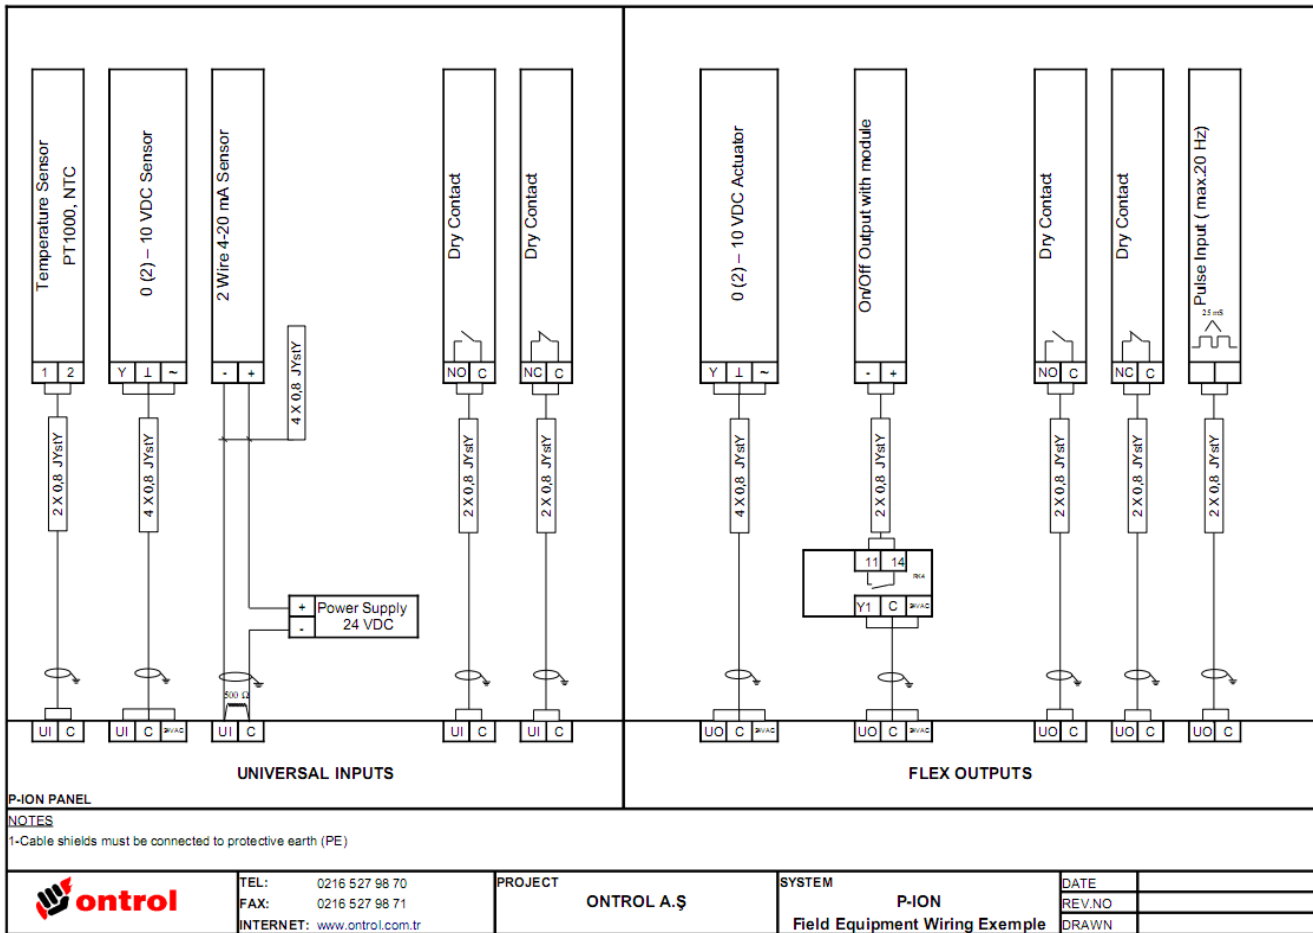 Temperature Sensor
PT1000, NTC
0 (2) – 10 VDC Sensor
2 Wire 4-20 mA Sensor
Dry Contact
Dry Contact
0 (2) – 10 VDC Actuator
On/Off Output with module
Dry Contact
Dry Contact
Pulse Input ( max.20 Hz)
25 mS
1 2
Y ⊥ ~
- +
NO C
NC C
Y ⊥ ~
- +
NO C
NC C
4 X 0,8 JYstY
2 X 0,8 JYstY
4 X 0,8 JYstY
2 X 0,8 JYstY
2 X 0,8 JYstY
4 X 0,8 JYstY
2 X 0,8 JYstY
2 X 0,8 JYstY
2 X 0,8 JYstY
2 X 0,8 JYstY
11 14
Y1 C 24VAC
+ Power Supply
- 24 VDC
500 Ω
UI C
UI C 24VAC
UI C
UI C
UI C
UO C 24VAC
UO C 24VAC
UO C
UO C
UO C
UNIVERSAL INPUTS
FLEX OUTPUTS
P-ION PANEL
NOTES
1-Cable shields must be connected to protective earth (PE)
ontrol
TEL: 0216 527 98 70
FAX: 0216 527 98 71
INTERNET: www.ontrol.com.tr
PROJECT
ONTROL A.Ş
SYSTEM
P-ION
Field Equipment Wiring Exemple
DATE
REV.NO
DRAWN